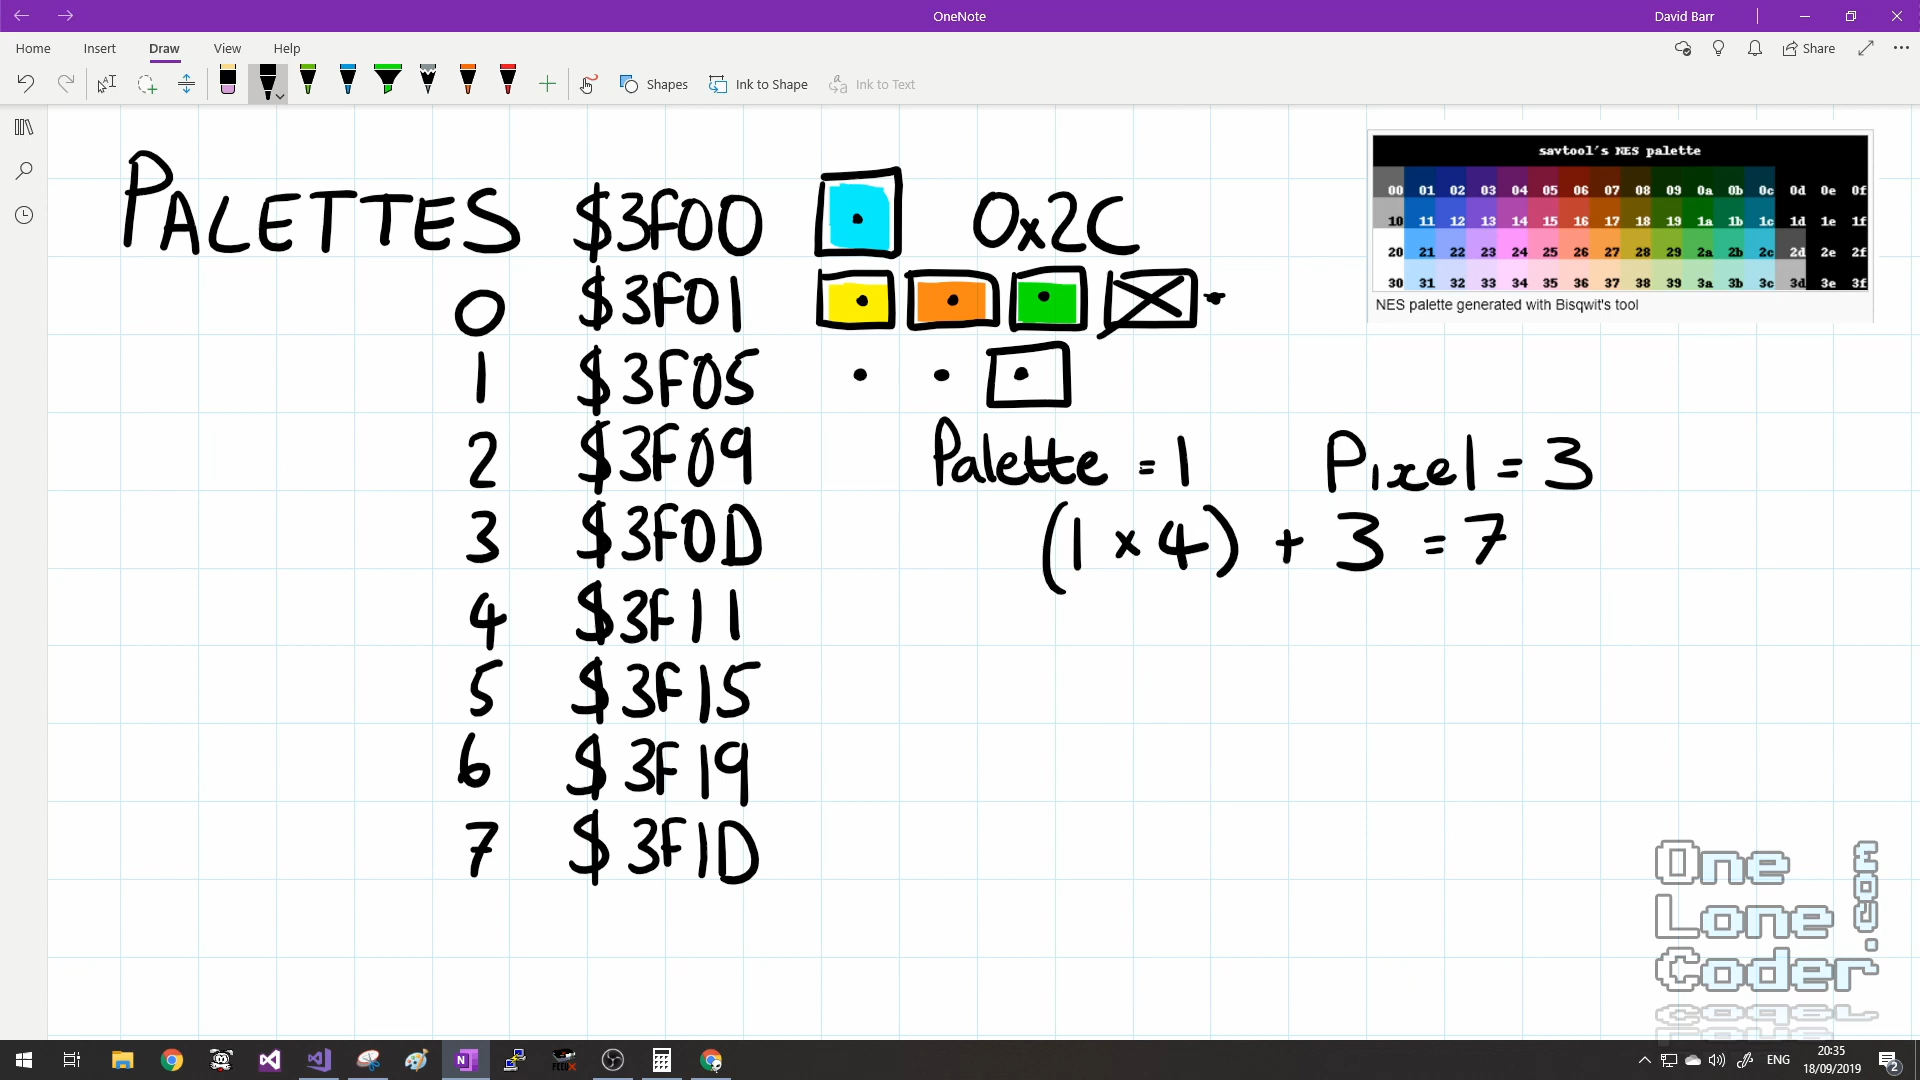 OneNote
David Barr
Home Insert Draw View Help
Share
Shapes Ink to Shape Ink to Text
PALETTES $3F00 0x2C
0 $3F01
1 $3F05
2 $3F09 Palette = 1 Pixel = 3
3 $3F0D (1 × 4) + 3 = 7
4 $3F11
5 $3F15
6 $3F19
7 $3F1D
savtool's NES palette
00 01 02 03 04 05 06 07 08 09 0a 0b 0c 0d 0e 0f
10 11 12 13 14 15 16 17 18 19 1a 1b 1c 1d 1e 1f
20 21 22 23 24 25 26 27 28 29 2a 2b 2c 2d 2e 2f
30 31 32 33 34 35 36 37 38 39 3a 3b 3c 3d 3e 3f
NES palette generated with Bisqwit's tool
One
Lone
Coder
.com
ENG
20:35
18/09/2019
2